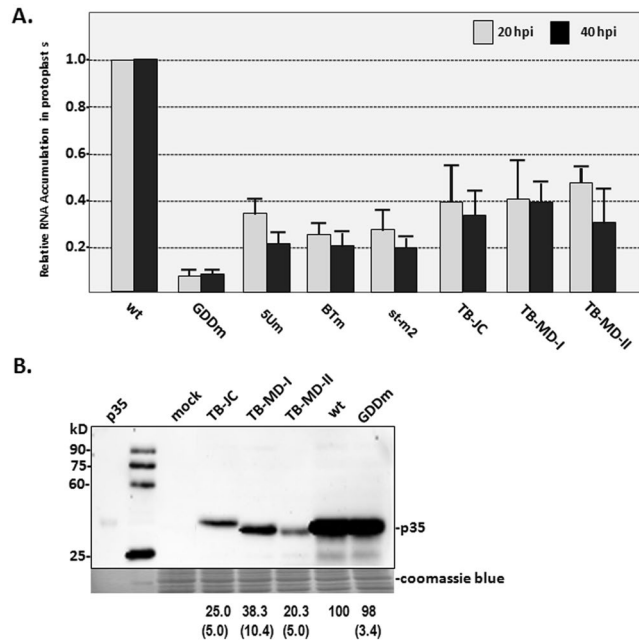 A.
20 hpi 40 hpi
Relative RNA Accumulation in protoplast s
1.0
0.8
0.6
0.4
0.2
wt GDDm 5Um BTm st-m2 TB-JC TB-MD-I TB-MD-II
B.
p35 mock TB-JC TB-MD-I TB-MD-II wt GDDm
kD
90-
75-
60-
-p35
25-
-coomassie blue
25.0 38.3 20.3 100 98
(5.0) (10.4) (5.0) (3.4)